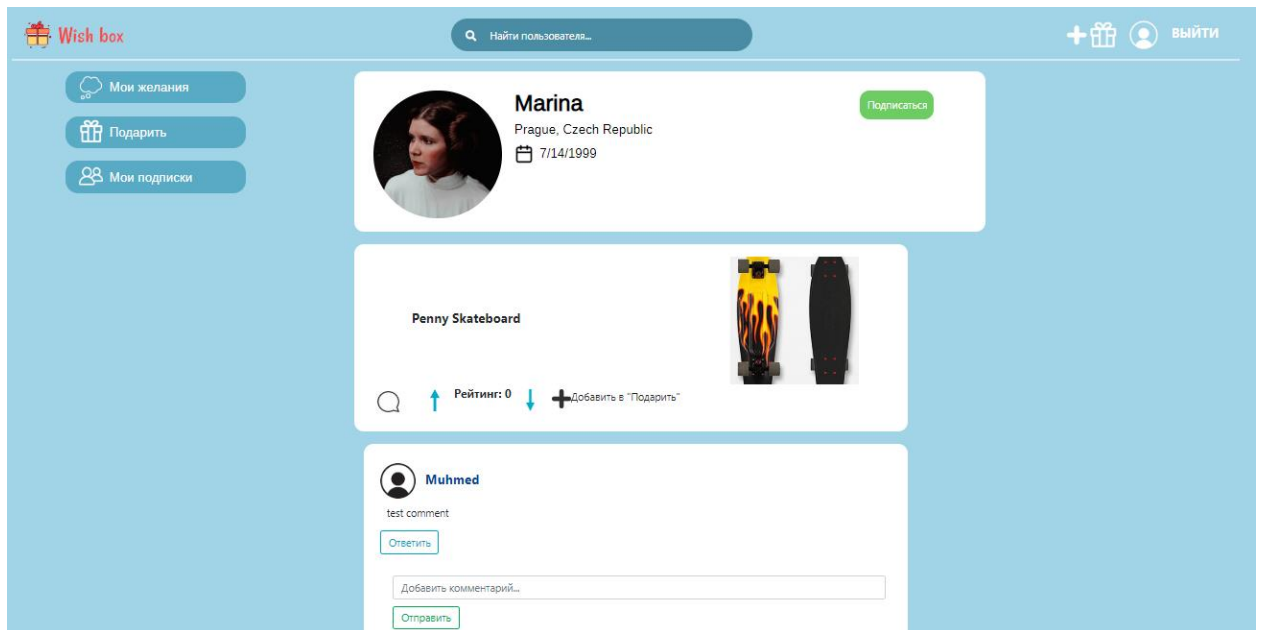 Wish box
Найти пользователя...
ВЫЙТИ
Мои желания
Подарить
Мои подписки
Marina
Подписаться
Prague, Czech Republic
7/14/1999
Penny Skateboard
Рейтинг: 0
Добавить в "Подарить"
Muhmed
test comment
Ответить
Добавить комментарий...
Отправить